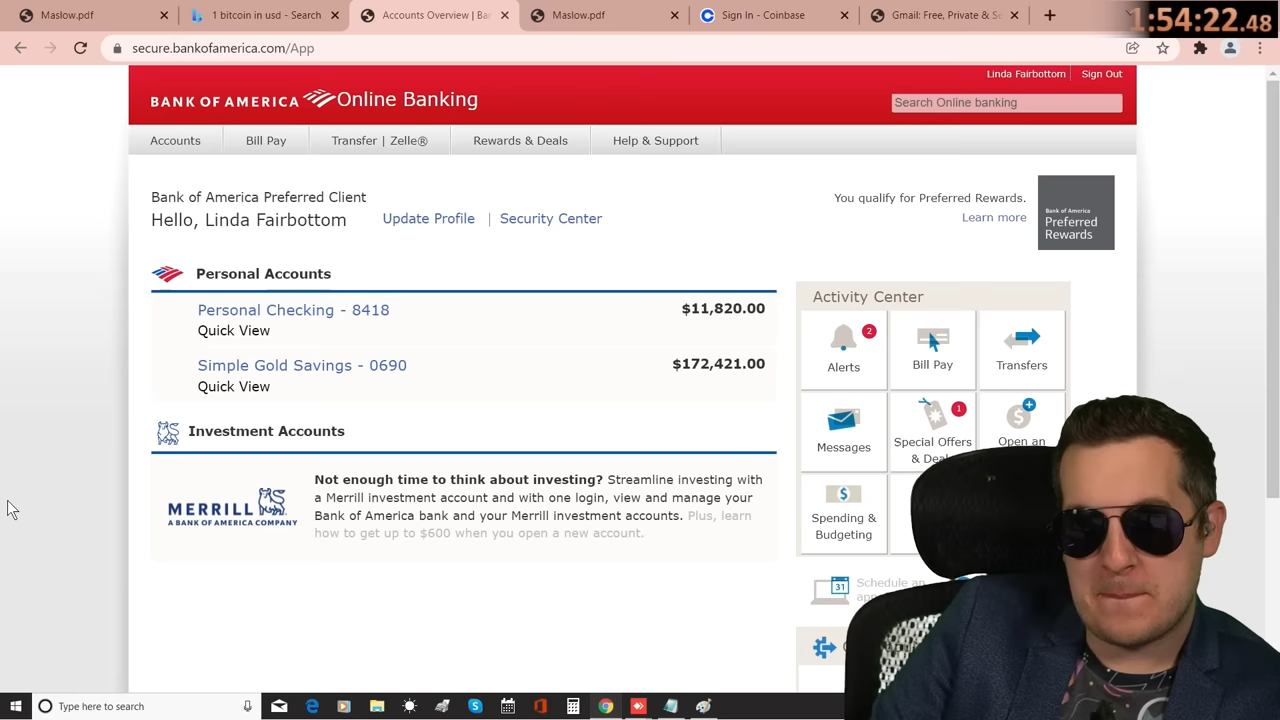 Maslow.pdf
1 bitcoin in usd - Search
Accounts Overview | Ba
Maslow.pdf
Sign In - Coinbase
Gmail: Free, Private & Se
1:54:22.48
secure.bankofamerica.com/App
Linda Fairbottom
Sign Out
BANK OF AMERICA
Online Banking
Search Online banking
Accounts
Bill Pay
Transfer | Zelle®
Rewards & Deals
Help & Support
Bank of America Preferred Client
Hello, Linda Fairbottom
Update Profile | Security Center
You qualify for Preferred Rewards.
Learn more
Bank of America
Preferred
Rewards
Personal Accounts
Personal Checking - 8418
$11,820.00
Quick View
Simple Gold Savings - 0690
$172,421.00
Quick View
Investment Accounts
MERRILL
A BANK OF AMERICA COMPANY
Not enough time to think about investing? Streamline investing with
a Merrill investment account and with one login, view and manage your
Bank of America bank and your Merrill investment accounts. Plus, learn
how to get up to $600 when you open a new account.
Activity Center
2
Alerts
Bill Pay
Transfers
Messages
1
Special Offers
& Deals
Open an
Spending &
Budgeting
31
Schedule an
Type here to search